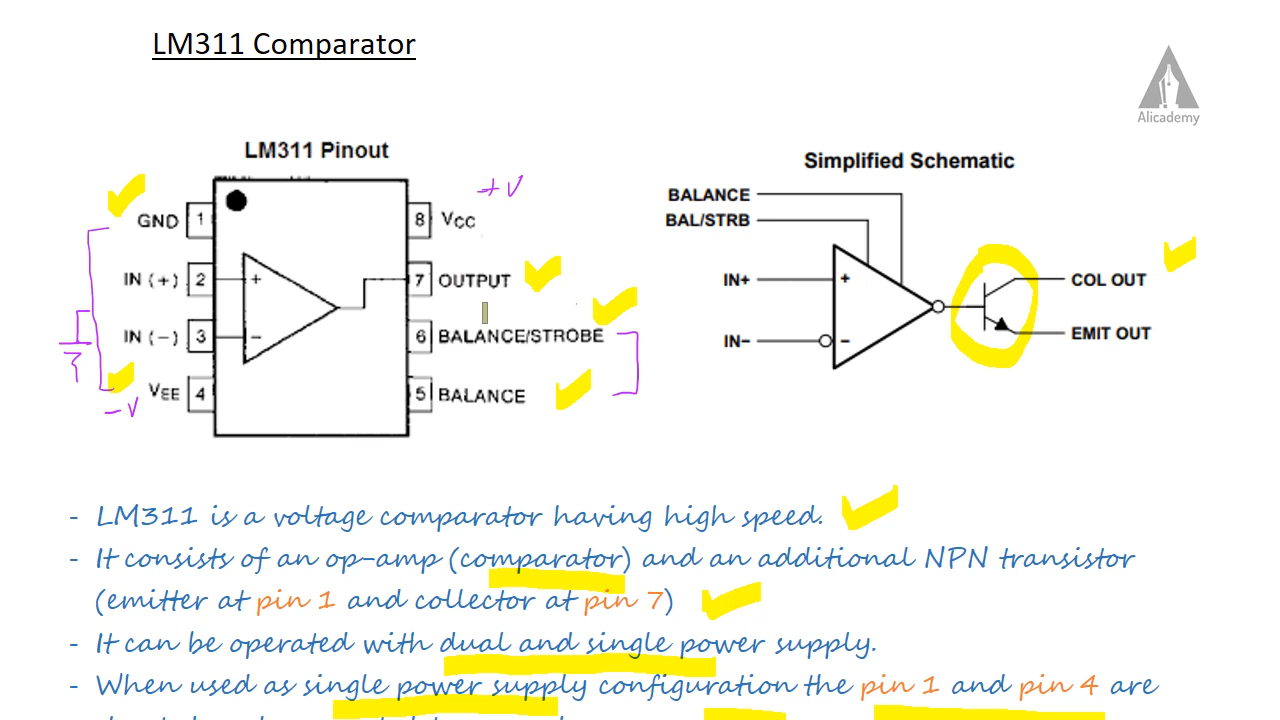 LM311 Comparator
Alicademy
LM311 Pinout
Simplified Schematic
+V
GND 1
8 VCC
IN (+) 2
+
7 OUTPUT
IN (-) 3
-
6 BALANCE/STROBE
VEE 4
5 BALANCE
-V
BALANCE
BAL/STRB
IN+
+
COL OUT
IN–
–
EMIT OUT
- LM311 is a voltage comparator having high speed.
- It consists of an op-amp (comparator) and an additional NPN transistor
(emitter at pin 1 and collector at pin 7)
- It can be operated with dual and single power supply.
- When used as single power supply configuration the pin 1 and pin 4 are